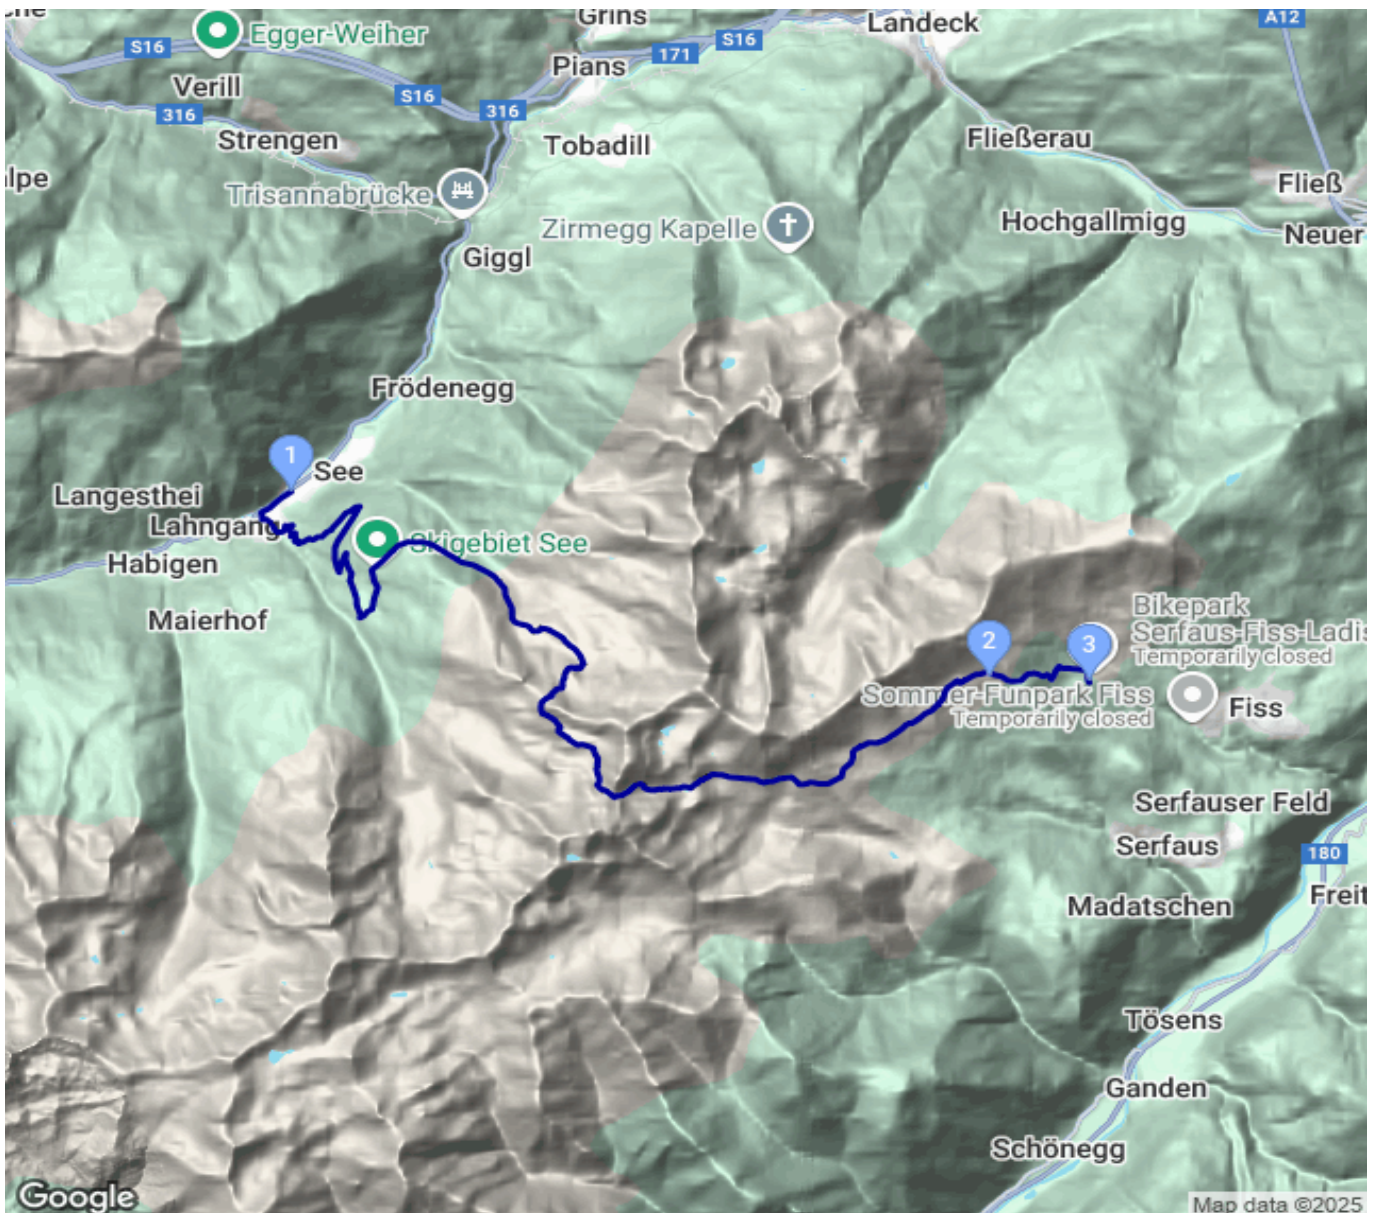 Grins
Landeck
A12
S16
Egger-Weiher
S16
171
Pians
Verill
S16
316
316
Strengen
Tobadill
Fließerau
alpe
Trisannabrücke
Fließ
Zirmegg Kapelle
Hochgallmigg
Neuer
Giggl
Frödenegg
1
See
Langesthei
Lahngang
Skigebiet See
Habigen
Maierhof
Bikepark
Serfaus-Fiss-Ladis
Temporarily closed
2
3
Sommer-Funpark Fiss
Temporarily closed
Fiss
Serfauser Feld
Serfaus
180
Freit
Madatschen
Tösens
Ganden
Schönegg
Google
Map data ©2025